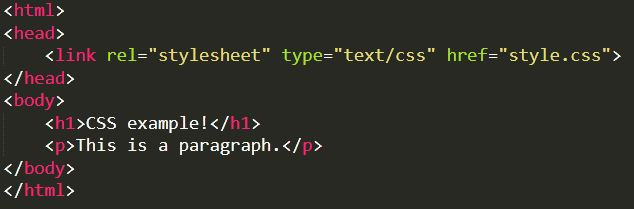 <html>
<head>
    <link rel="stylesheet" type="text/css" href="style.css">
</head>
<body>
    <h1>CSS example!</h1>
    <p>This is a paragraph.</p>
</body>
</html>